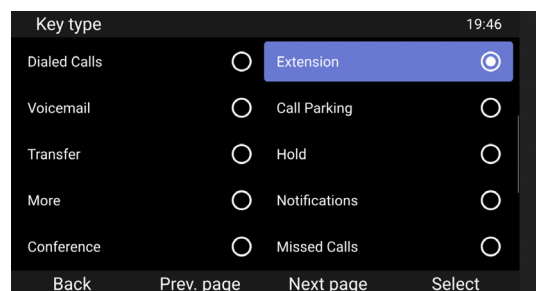 Key type 19:46
Dialed Calls Extension
Voicemail Call Parking
Transfer Hold
More Notifications
Conference Missed Calls
Back Prev. page Next page Select